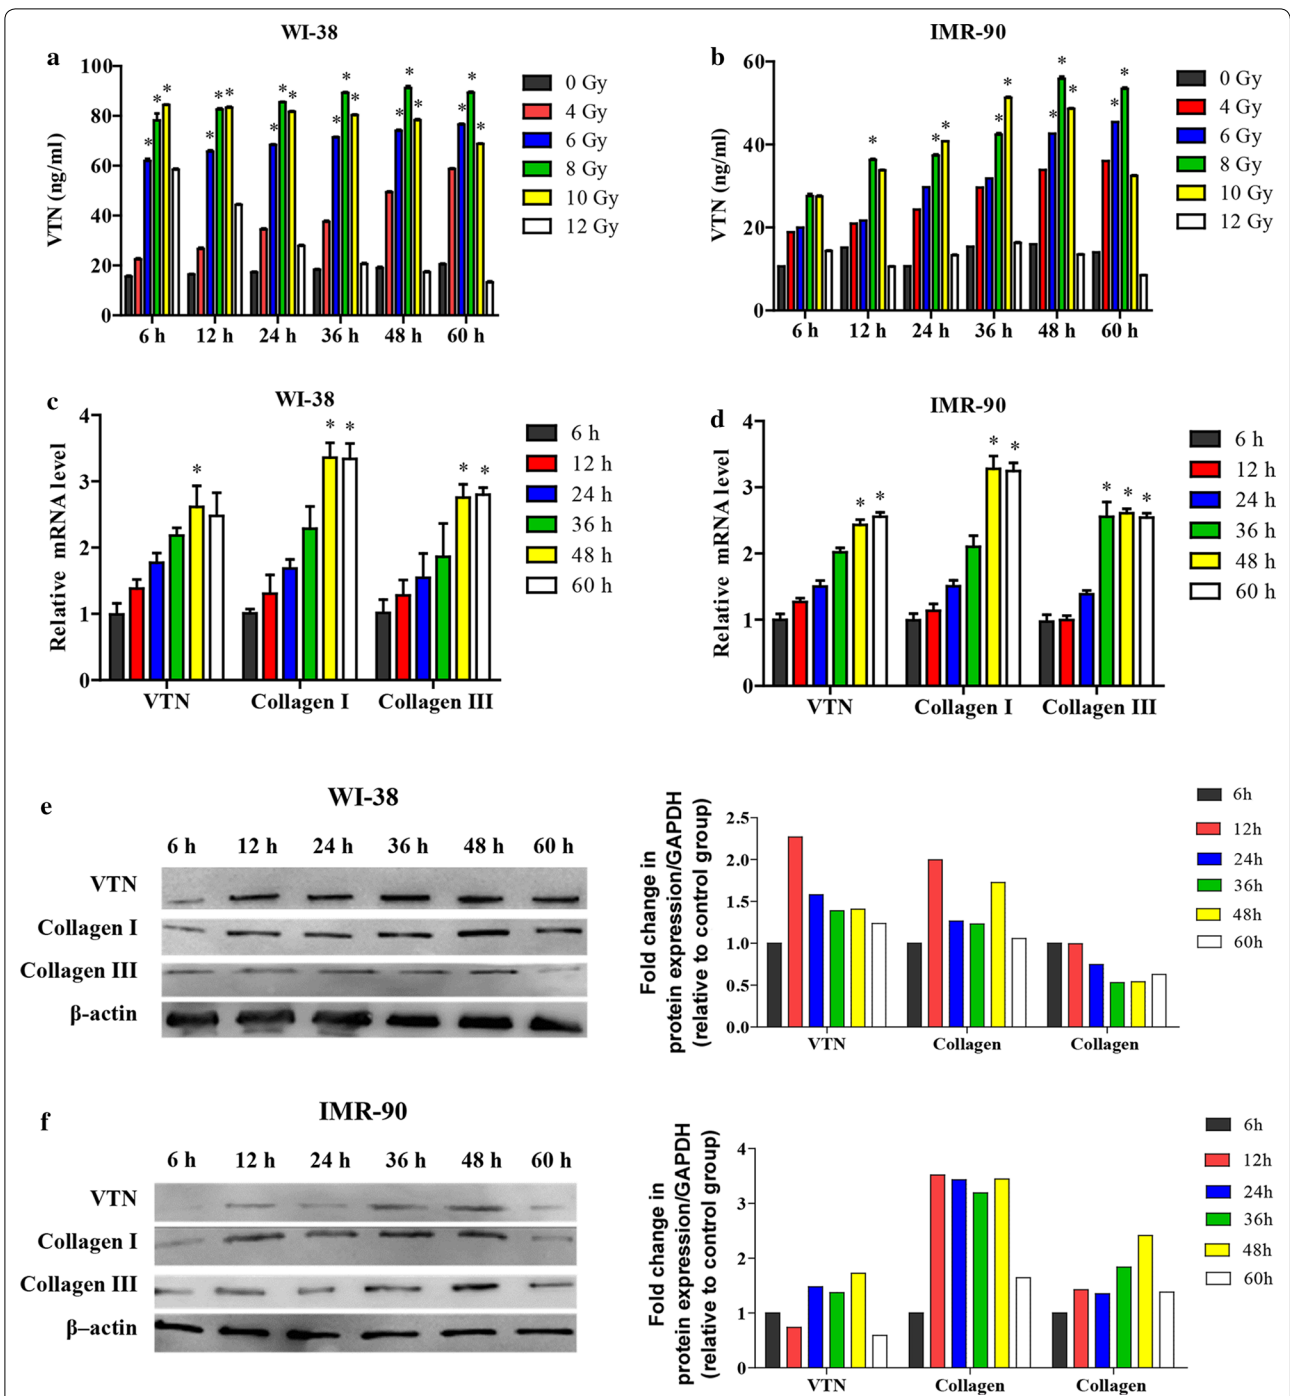 WI-38
a
VTN (ng/ml)
100
80
60
40
20
0
* * *
* *
* * *
* * *
* * *
* * *
6 h 12 h 24 h 36 h 48 h 60 h
0 Gy
4 Gy
6 Gy
8 Gy
10 Gy
12 Gy
IMR-90
b
VTN (ng/ml)
60
40
20
0
*
* *
* *
* * *
* *
6 h 12 h 24 h 36 h 48 h 60 h
0 Gy
4 Gy
6 Gy
8 Gy
10 Gy
12 Gy
WI-38
c
Relative mRNA level
4
3
2
1
0
*
* *
* *
VTN Collagen I Collagen III
6 h
12 h
24 h
36 h
48 h
60 h
IMR-90
d
Relative mRNA level
4
3
2
1
0
* *
* *
* * *
VTN Collagen I Collagen III
6 h
12 h
24 h
36 h
48 h
60 h
e
WI-38
6 h 12 h 24 h 36 h 48 h 60 h
VTN
Collagen I
Collagen III
β-actin
Fold change in
protein expression/GAPDH
(relative to control group)
2.5
2.0
1.5
1.0
0.5
0.0
VTN Collagen Collagen
6h
12h
24h
36h
48h
60h
f
IMR-90
6 h 12 h 24 h 36 h 48 h 60 h
VTN
Collagen I
Collagen III
β–actin
Fold change in
protein expression/GAPDH
(relative to control group)
4
3
2
1
0
VTN Collagen Collagen
6h
12h
24h
36h
48h
60h